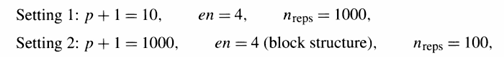 Setting 1: p + 1 = 10, en = 4, n_reps = 1000,
Setting 2: p + 1 = 1000, en = 4 (block structure), n_reps = 100,